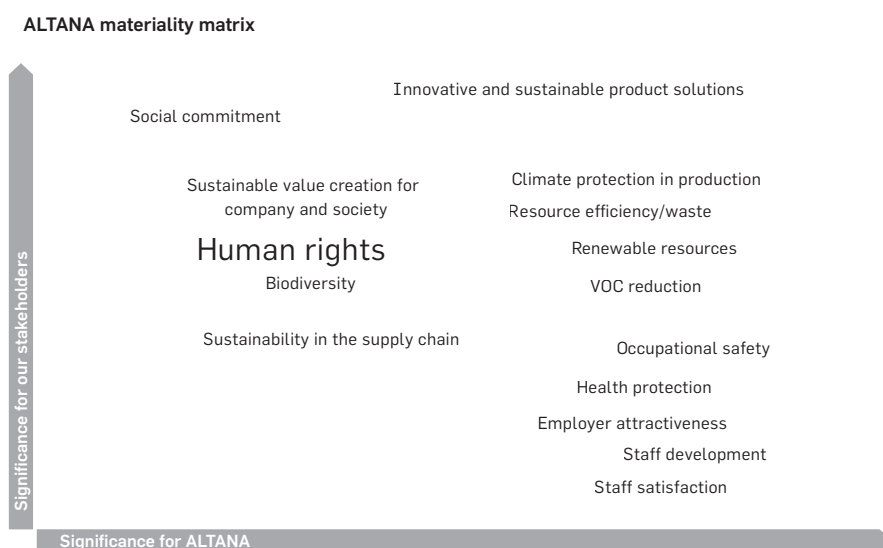 ALTANA materiality matrix
Innovative and sustainable product solutions
Social commitment
Climate protection in production
Sustainable value creation for
company and society
Resource efficiency/waste
Human rights
Renewable resources
Biodiversity
VOC reduction
Sustainability in the supply chain
Occupational safety
Health protection
Employer attractiveness
Staff development
Staff satisfaction
Significance for our stakeholders
Significance for ALTANA